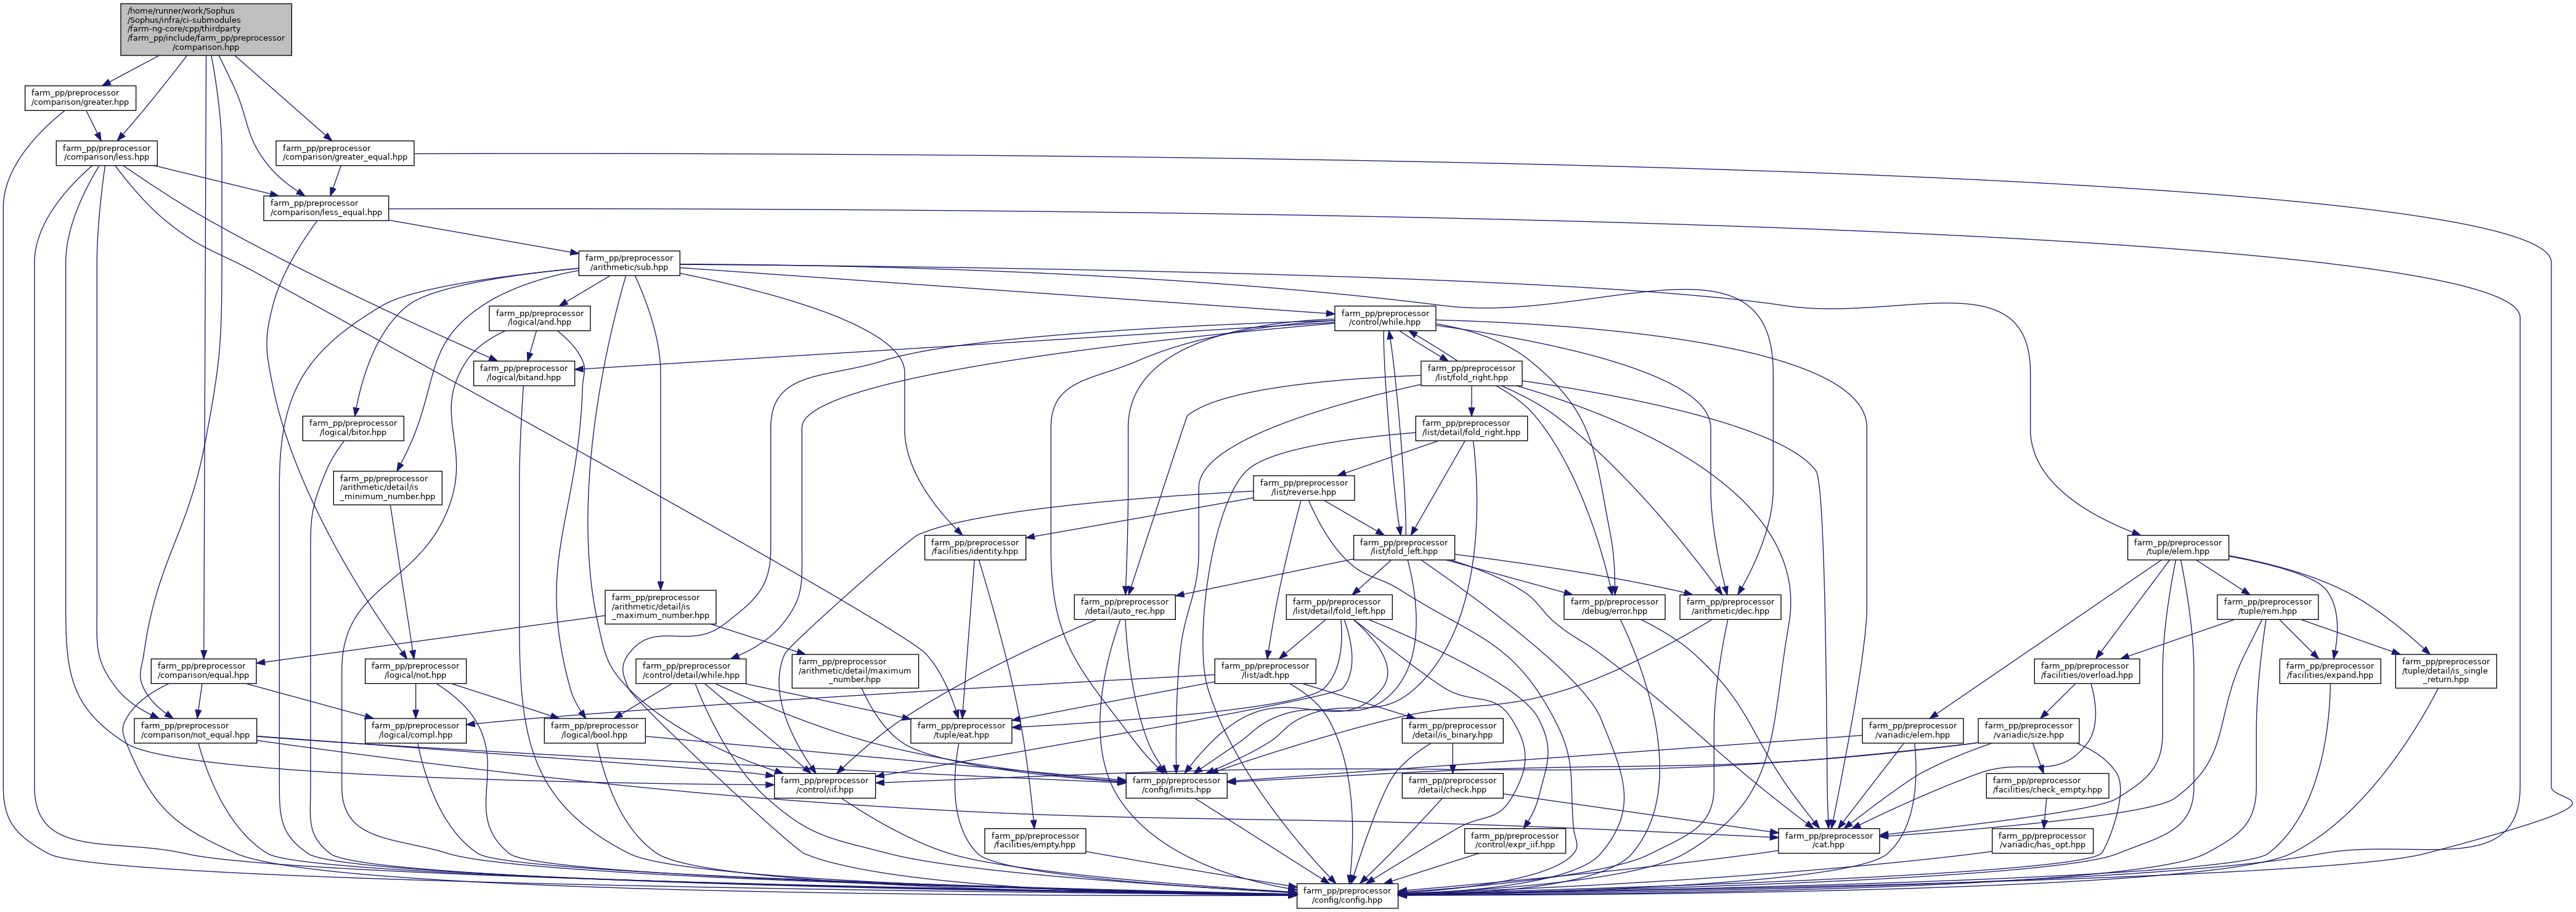 /home/runner/work/Sophus
/Sophus/infra/ci-submodules
/farm-ng-core/cpp/thirdparty
/farm_pp/include/farm_pp/preprocessor
/comparison.hpp
farm_pp/preprocessor
/comparison/greater.hpp
farm_pp/preprocessor
/comparison/less.hpp
farm_pp/preprocessor
/comparison/greater_equal.hpp
farm_pp/preprocessor
/comparison/less_equal.hpp
farm_pp/preprocessor
/arithmetic/sub.hpp
farm_pp/preprocessor
/logical/and.hpp
farm_pp/preprocessor
/control/while.hpp
farm_pp/preprocessor
/logical/bitand.hpp
farm_pp/preprocessor
/list/fold_right.hpp
farm_pp/preprocessor
/logical/bitor.hpp
farm_pp/preprocessor
/list/detail/fold_right.hpp
farm_pp/preprocessor
/arithmetic/detail/is
_minimum_number.hpp
farm_pp/preprocessor
/list/reverse.hpp
farm_pp/preprocessor
/facilities/identity.hpp
farm_pp/preprocessor
/list/fold_left.hpp
farm_pp/preprocessor
/tuple/elem.hpp
farm_pp/preprocessor
/arithmetic/detail/is
_maximum_number.hpp
farm_pp/preprocessor
/detail/auto_rec.hpp
farm_pp/preprocessor
/list/detail/fold_left.hpp
farm_pp/preprocessor
/debug/error.hpp
farm_pp/preprocessor
/arithmetic/dec.hpp
farm_pp/preprocessor
/tuple/rem.hpp
farm_pp/preprocessor
/comparison/equal.hpp
farm_pp/preprocessor
/logical/not.hpp
farm_pp/preprocessor
/control/detail/while.hpp
farm_pp/preprocessor
/arithmetic/detail/maximum
_number.hpp
farm_pp/preprocessor
/list/adt.hpp
farm_pp/preprocessor
/facilities/overload.hpp
farm_pp/preprocessor
/facilities/expand.hpp
farm_pp/preprocessor
/tuple/detail/is_single
_return.hpp
farm_pp/preprocessor
/comparison/not_equal.hpp
farm_pp/preprocessor
/logical/compl.hpp
farm_pp/preprocessor
/logical/bool.hpp
farm_pp/preprocessor
/tuple/eat.hpp
farm_pp/preprocessor
/detail/is_binary.hpp
farm_pp/preprocessor
/variadic/elem.hpp
farm_pp/preprocessor
/variadic/size.hpp
farm_pp/preprocessor
/control/iif.hpp
farm_pp/preprocessor
/config/limits.hpp
farm_pp/preprocessor
/detail/check.hpp
farm_pp/preprocessor
/facilities/check_empty.hpp
farm_pp/preprocessor
/facilities/empty.hpp
farm_pp/preprocessor
/control/expr_iif.hpp
farm_pp/preprocessor
/cat.hpp
farm_pp/preprocessor
/variadic/has_opt.hpp
farm_pp/preprocessor
/config/config.hpp